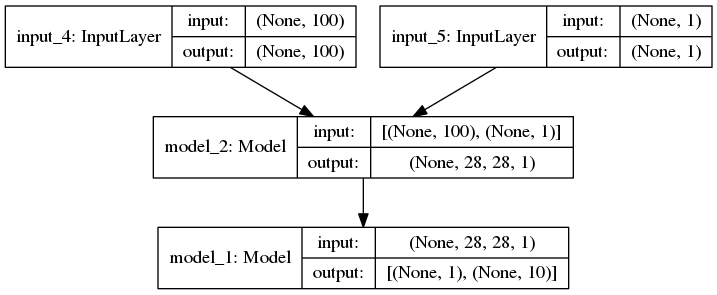 input_4: InputLayer
input: (None, 100)
output: (None, 100)
input_5: InputLayer
input: (None, 1)
output: (None, 1)
model_2: Model
input: [(None, 100), (None, 1)]
output: (None, 28, 28, 1)
model_1: Model
input: (None, 28, 28, 1)
output: [(None, 1), (None, 10)]